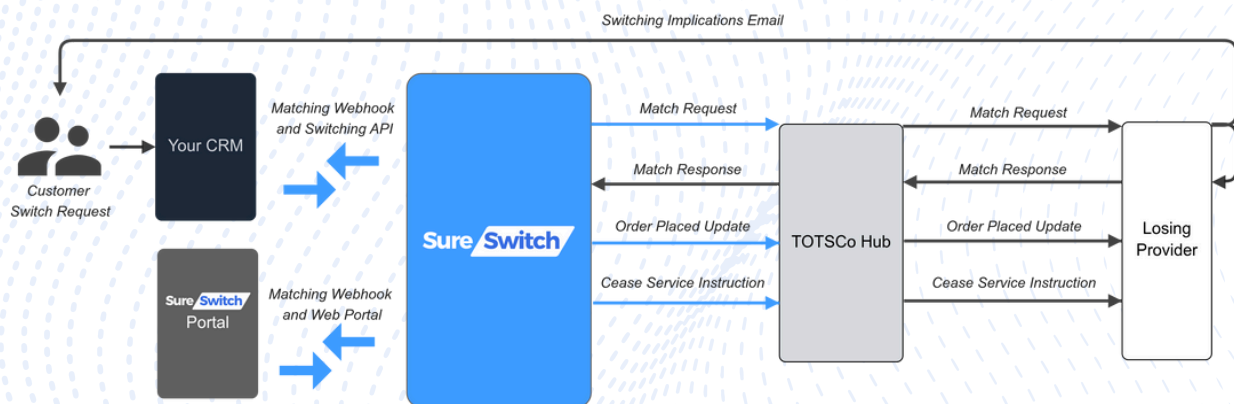 Switching Implications Email
Customer
Switch Request
Your CRM
Matching Webhook
and Switching API
Sure Switch
Portal
Matching Webhook
and Web Portal
Sure Switch
Match Request
Match Response
Order Placed Update
Cease Service Instruction
TOTSCo Hub
Match Request
Match Response
Order Placed Update
Cease Service Instruction
Losing
Provider